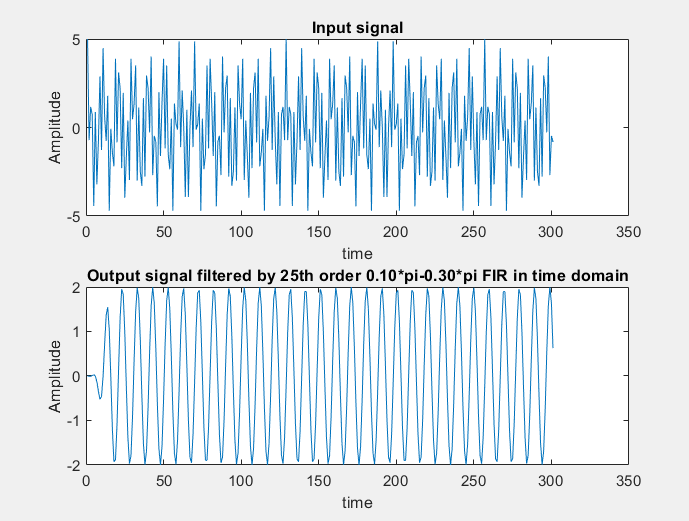 Input signal
5
0
-5
Amplitude
0 50 100 150 200 250 300 350
time
Output signal filtered by 25th order 0.10*pi-0.30*pi FIR in time domain
2
1
0
-1
-2
Amplitude
0 50 100 150 200 250 300 350
time